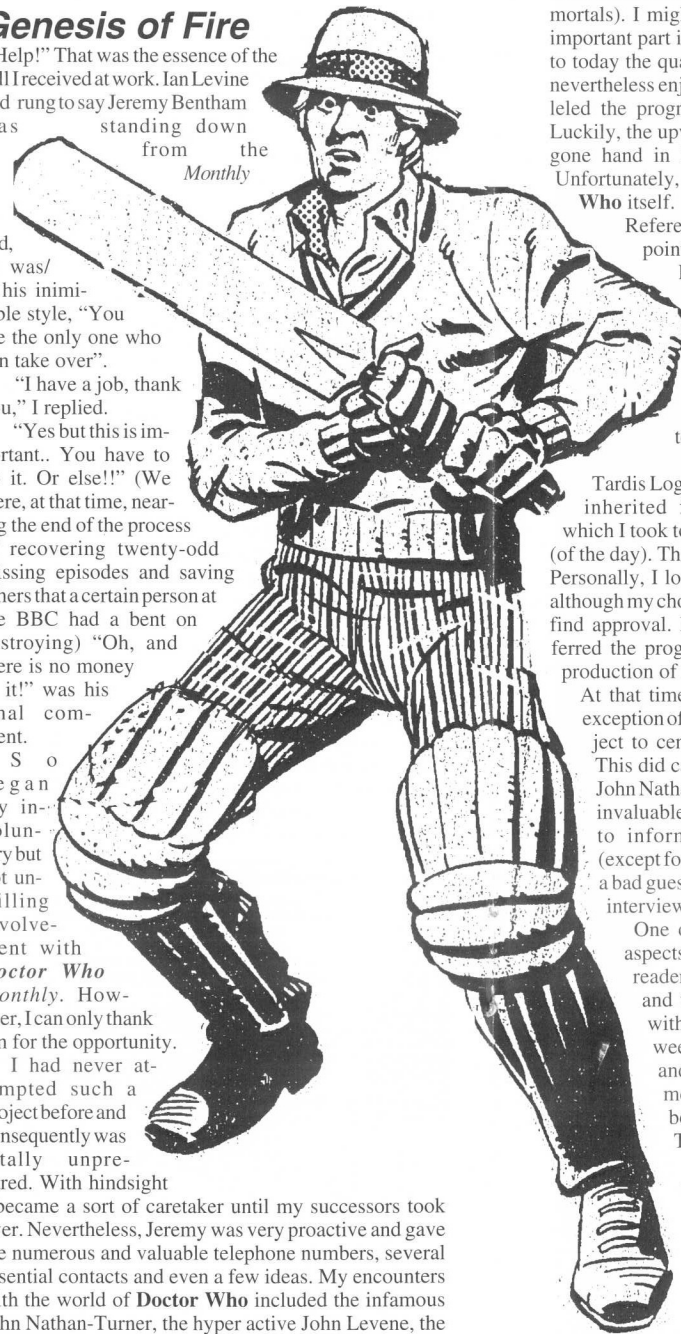 Genesis of Fire
Help!" That was the essence of the
ll I received at work. Ian Levine
d rung to say Jeremy Bentham
as standing down
from the
Monthly
d,
was/
his inimi-
ble style, "You
e the only one who
n take over".
"I have a job, thank
u," I replied.
"Yes but this is im-
rtant.. You have to
it. Or else!!" (We
ere, at that time, near-
g the end of the process
recovering twenty-odd
issing episodes and saving
hers that a certain person at
e BBC had a bent on
stroying) "Oh, and
ere is no money
it!" was his
nal com-
ent.
So
egan
y in-
olun-
ry but
ot un-
illing
volve-
ent with
octor Who
onthly. How-
er, I can only thank
n for the opportunity.
I had never at-
mpted such a
oject before and
nsequently was
tally unpre-
red. With hindsight
became a sort of caretaker until my successors took
er. Nevertheless, Jeremy was very proactive and gave
e numerous and valuable telephone numbers, several
sential contacts and even a few ideas. My encounters
ith the world of Doctor Who included the infamous
hn Nathan-Turner, the hyper active John Levene, the
mortals). I migh
important part i
to today the qua
nevertheless enj
leled the progr
Luckily, the upv
gone hand in
Unfortunately,
Who itself.
Refere
poin
t
Tardis Log
inherited f
which I took to
(of the day). Th
Personally, I lo
although my cho
find approval. I
ferred the prog
production of
At that time
exception of
ject to cer
This did ca
John Natha
invaluable
to inform
(except fo
a bad gues
interview
One o
aspects
reader
and
with
wee
and
mo
be
T